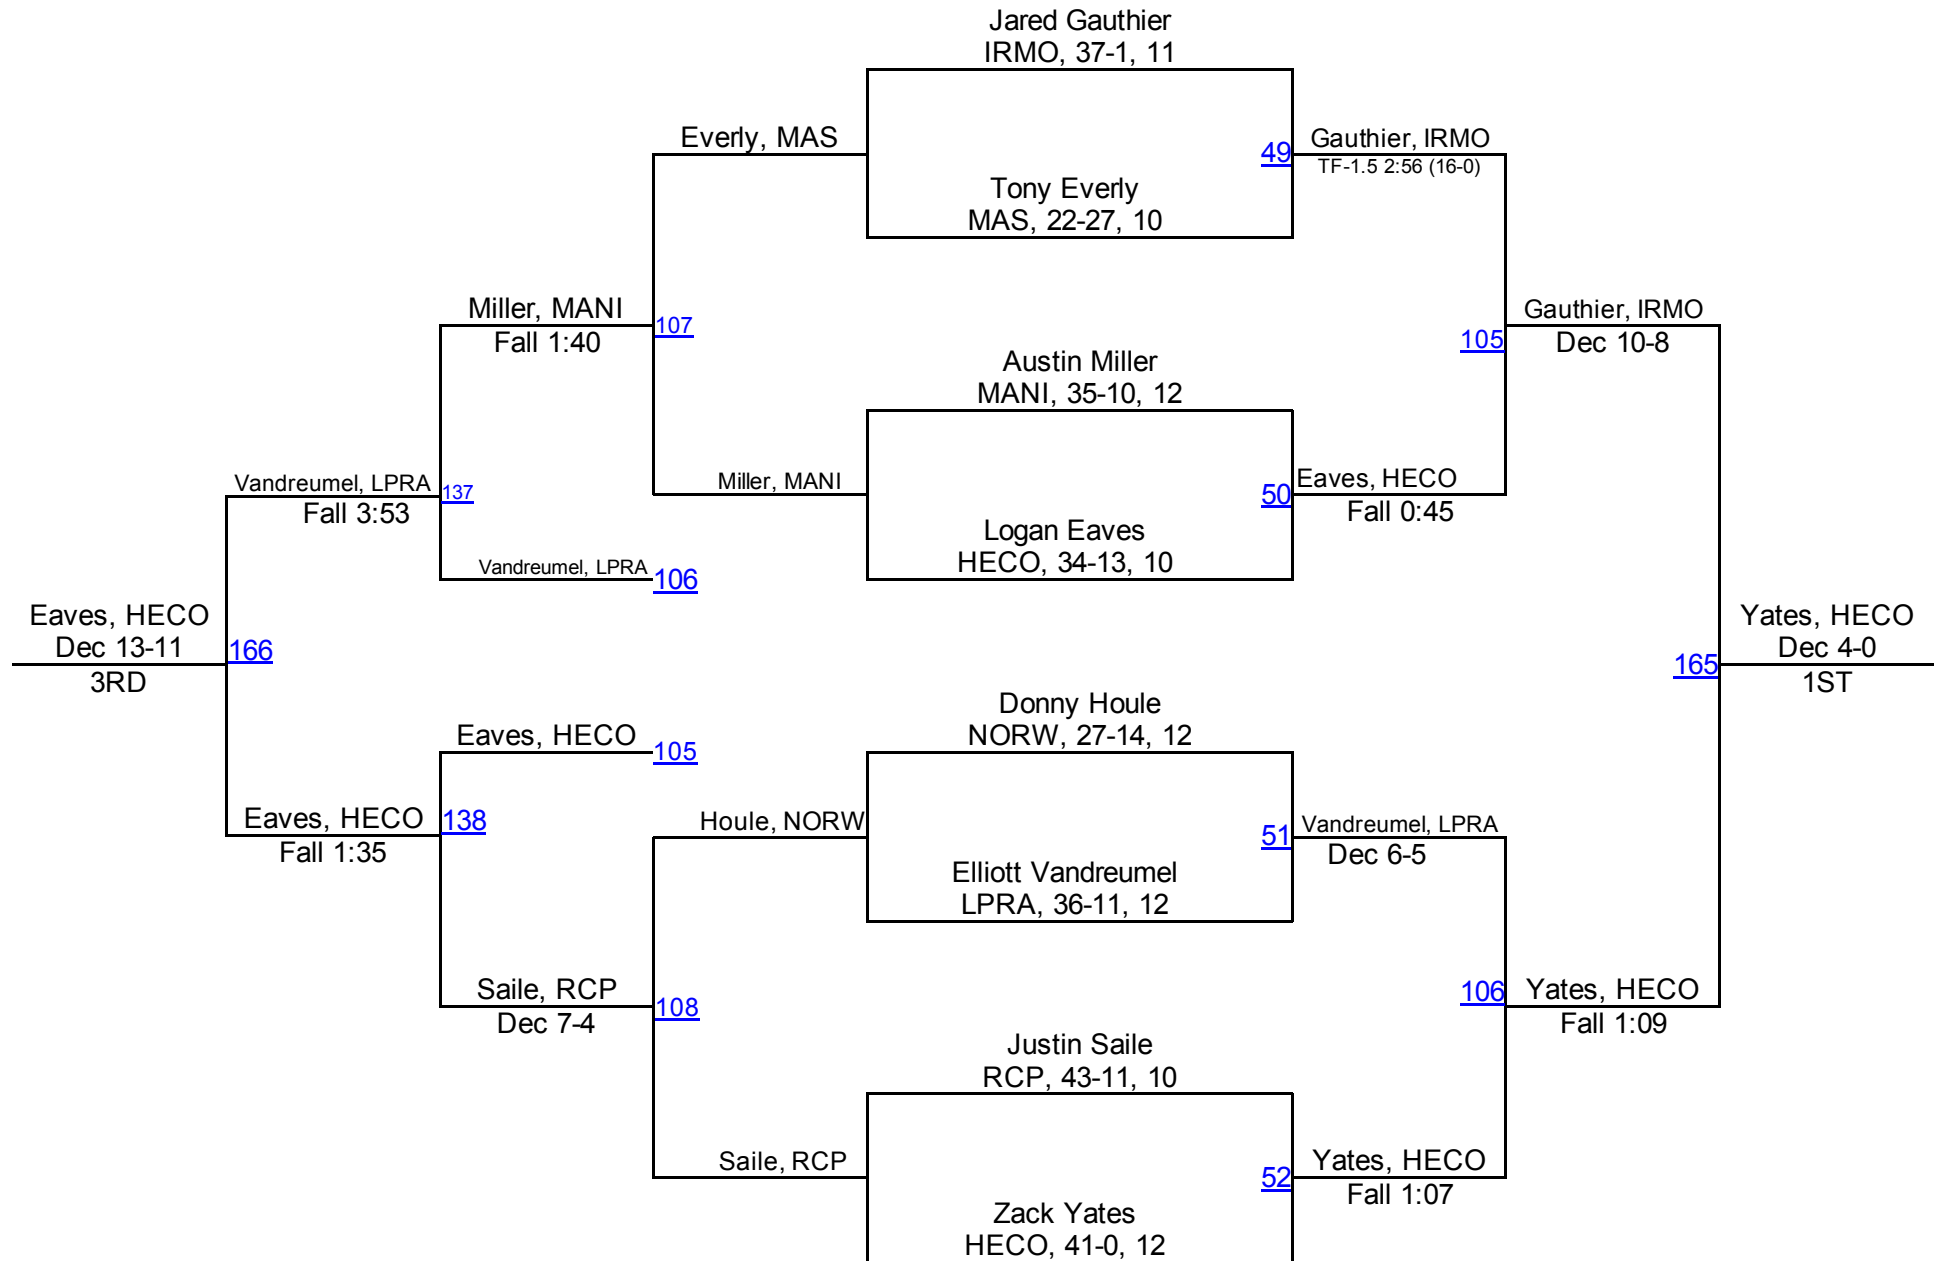 Jared Gauthier
IRMO, 37-1, 11
Everly, MAS
49
Gauthier, IRMO
TF-1.5 2:56 (16-0)
Tony Everly
MAS, 22-27, 10
Miller, MANI
Fall 1:40
107
Gauthier, IRMO
Dec 10-8
105
Austin Miller
MANI, 35-10, 12
Vandreumel, LPRA
Fall 3:53
137
Miller, MANI
50
Eaves, HECO
Fall 0:45
Logan Eaves
HECO, 34-13, 10
Vandreumel, LPRA
106
Eaves, HECO
Dec 13-11
3RD
166
Yates, HECO
Dec 4-0
1ST
165
Donny Houle
NORW, 27-14, 12
Eaves, HECO
105
Eaves, HECO
Fall 1:35
138
Houle, NORW
51
Vandreumel, LPRA
Dec 6-5
Elliott Vandreumel
LPRA, 36-11, 12
Saile, RCP
Dec 7-4
108
106
Yates, HECO
Fall 1:09
Justin Saile
RCP, 43-11, 10
Saile, RCP
52
Yates, HECO
Fall 1:07
Zack Yates
HECO, 41-0, 12